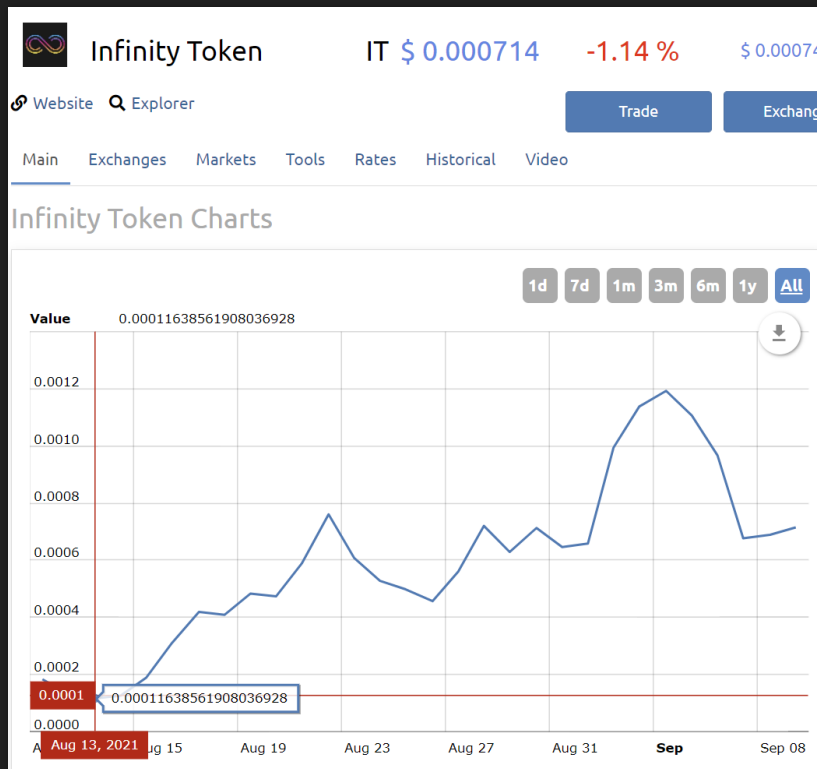 Infinity Token IT $ 0.000714 -1.14 % $ 0.00074
Website Explorer
Trade Exchang
Main Exchanges Markets Tools Rates Historical Video
Infinity Token Charts
1d 7d 1m 3m 6m 1y All
Value 0.00011638561908036928
0.0012
0.0010
0.0008
0.0006
0.0004
0.0002
0.0001 0.00011638561908036928
0.0000
A Aug 13, 2021 ug 15 Aug 19 Aug 23 Aug 27 Aug 31 Sep Sep 08